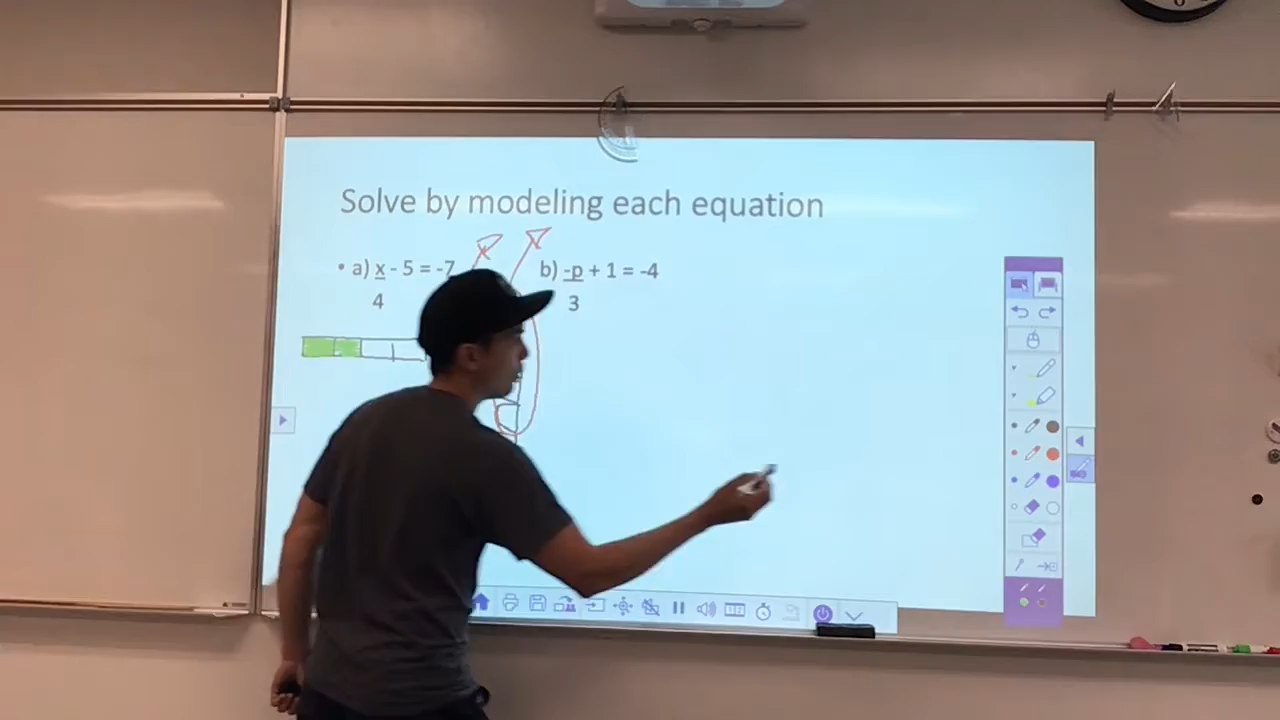 Solve by modeling each equation
• a) x - 5 = -7
4
b) -p + 1 = -4
3